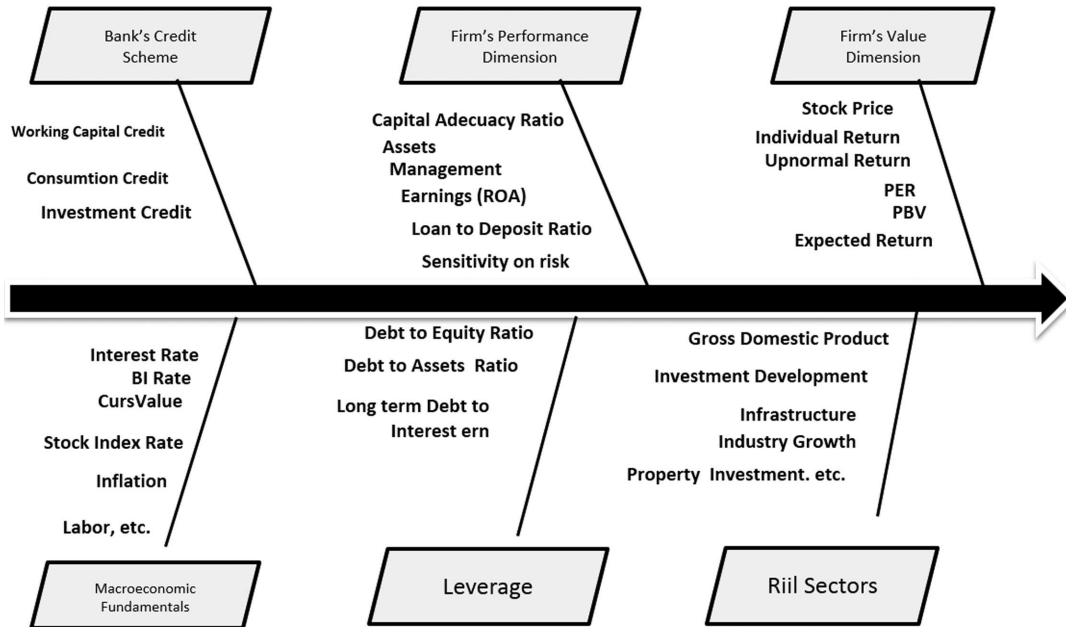 Bank's Credit
Scheme
Firm's Performance
Dimension
Firm's Value
Dimension
Working Capital Credit
Consumtion Credit
Investment Credit
Capital Adecuacy Ratio
Assets
Management
Earnings (ROA)
Loan to Deposit Ratio
Sensitivity on risk
Stock Price
Individual Return
Upnormal Return
PER
PBV
Expected Return
Interest Rate
BI Rate
CursValue
Stock Index Rate
Inflation
Labor, etc.
Debt to Equity Ratio
Debt to Assets Ratio
Long term Debt to
Interest ern
Gross Domestic Product
Investment Development
Infrastructure
Industry Growth
Property Investment. etc.
Macroeconomic
Fundamentals
Leverage
Riil Sectors